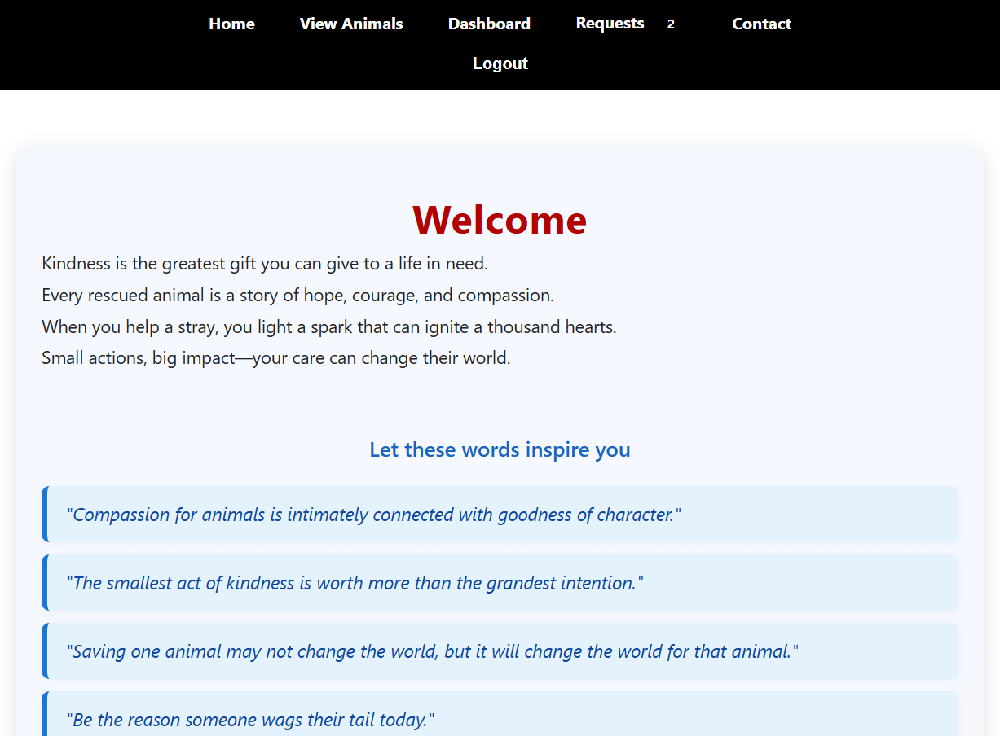 Home View Animals Dashboard Requests 2 Contact
Logout
Welcome
Kindness is the greatest gift you can give to a life in need.
Every rescued animal is a story of hope, courage, and compassion.
When you help a stray, you light a spark that can ignite a thousand hearts.
Small actions, big impact—your care can change their world.
Let these words inspire you
"Compassion for animals is intimately connected with goodness of character."
"The smallest act of kindness is worth more than the grandest intention."
"Saving one animal may not change the world, but it will change the world for that animal."
"Be the reason someone wags their tail today."